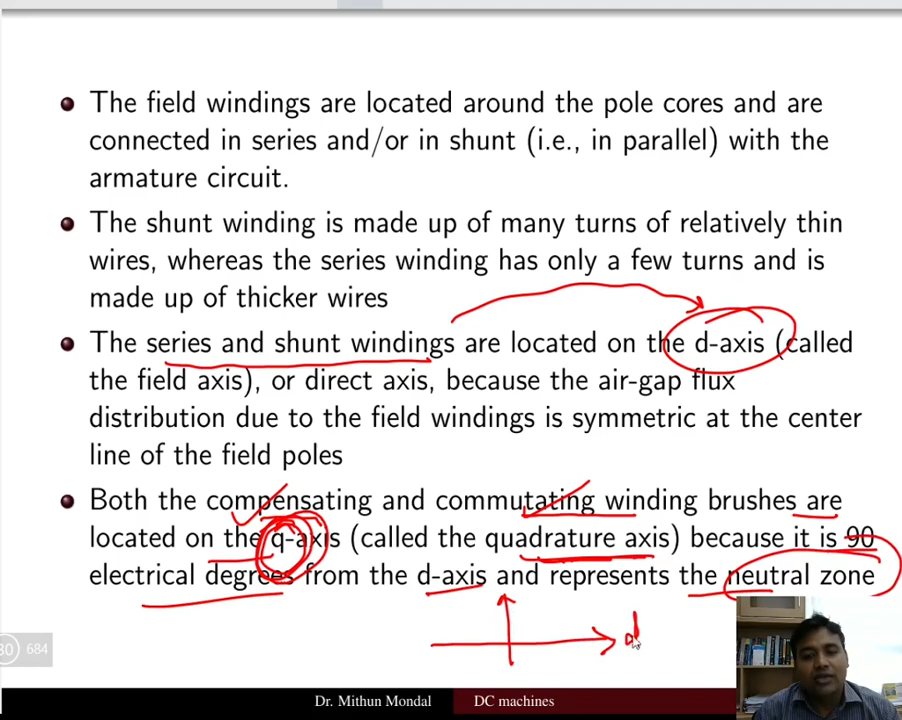 The field windings are located around the pole cores and are
connected in series and/or in shunt (i.e., in parallel) with the
armature circuit.
The shunt winding is made up of many turns of relatively thin
wires, whereas the series winding has only a few turns and is
made up of thicker wires
The series and shunt windings are located on the d-axis (called
the field axis), or direct axis, because the air-gap flux
distribution due to the field windings is symmetric at the center
line of the field poles
Both the compensating and commutating winding brushes are
located on the q-axis (called the quadrature axis) because it is 90
electrical degrees from the d-axis and represents the neutral zone
d
684
Dr. Mithun Mondal DC machines